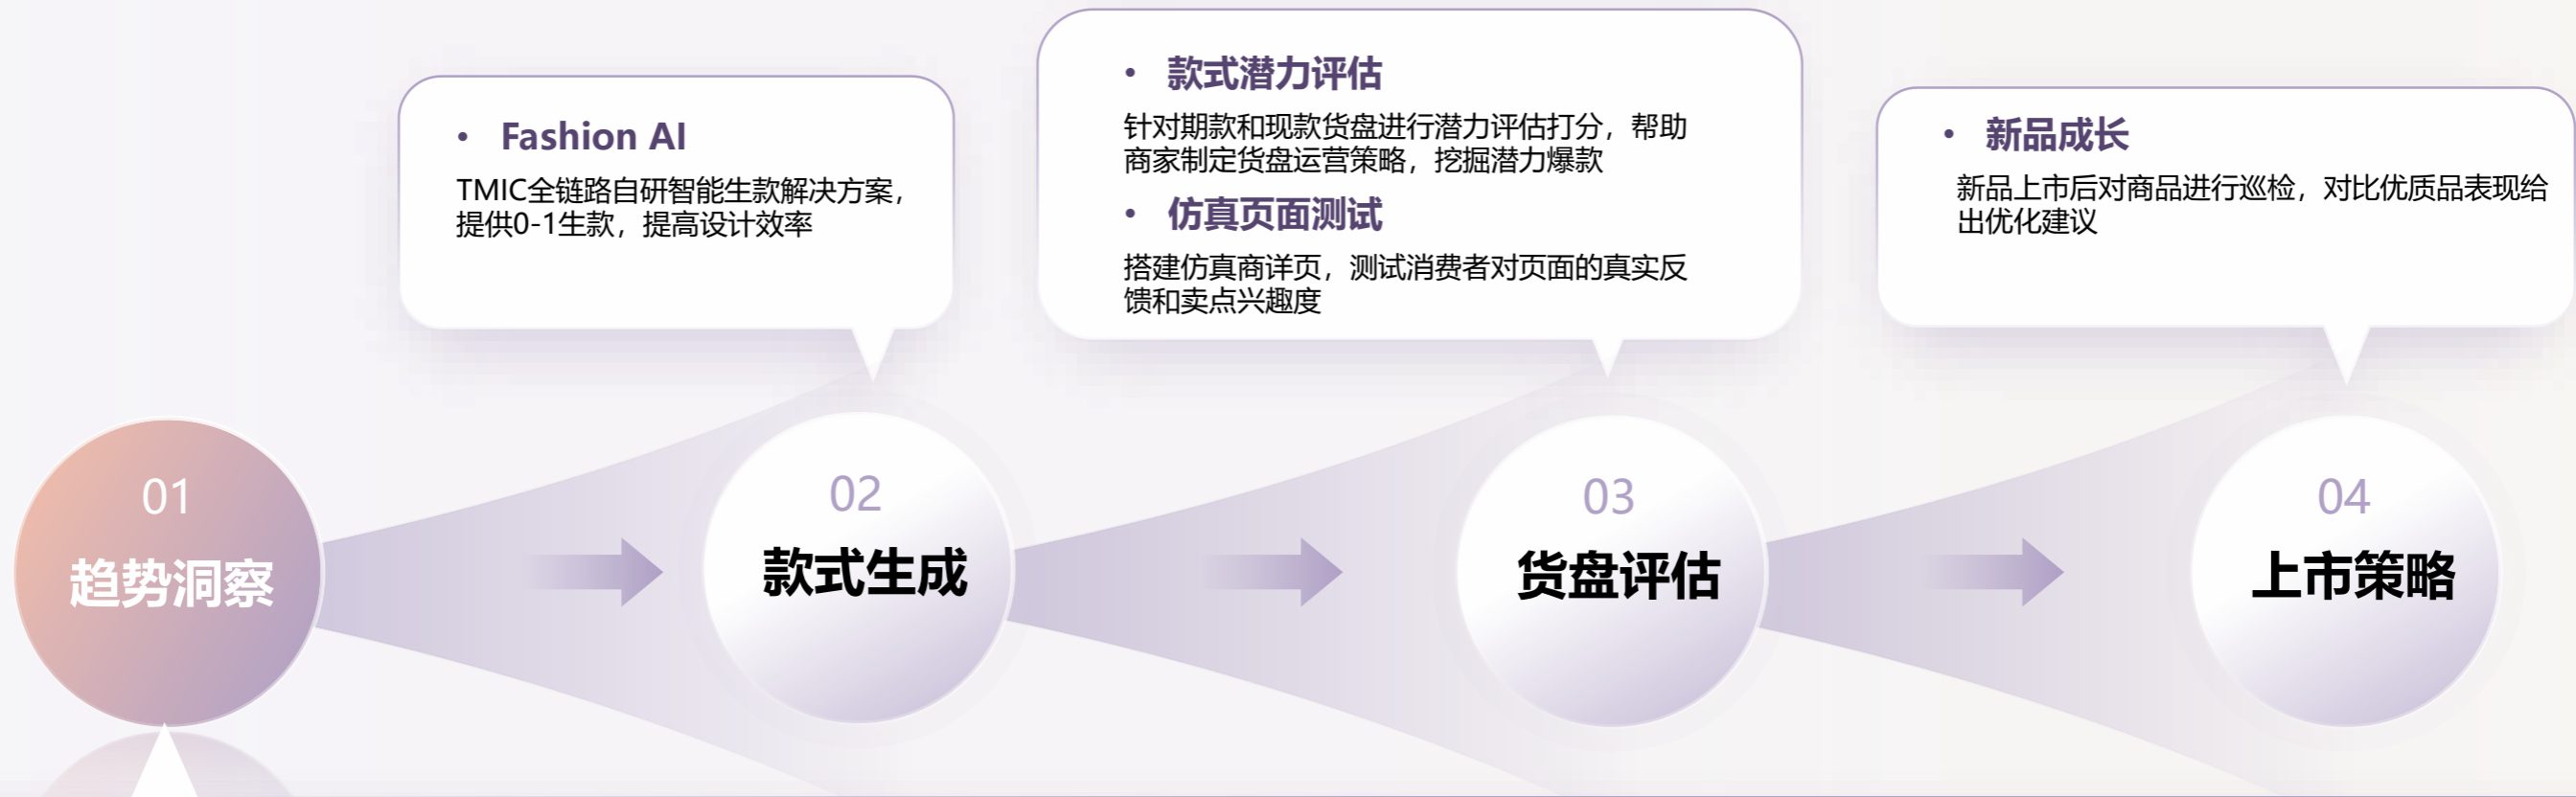 • Fashion AI
TMIC全链路自研智能生款解决方案，
提供0-1生款，提高设计效率
• 款式潜力评估
针对期款和现款货盘进行潜力评估打分，帮助
商家制定货盘运营策略，挖掘潜力爆款
• 仿真页面测试
搭建仿真商详页，测试消费者对页面的真实反
馈和卖点兴趣度
• 新品成长
新品上市后对商品进行巡检，对比优质品表现给
出优化建议
01
趋势洞察
02
款式生成
03
货盘评估
04
上市策略